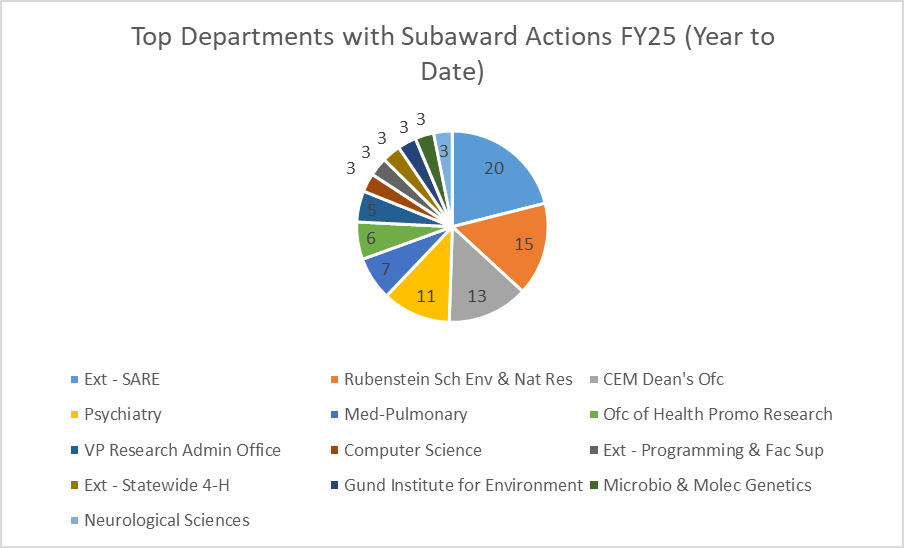 Top Departments with Subaward Actions FY25 (Year to
Date)
20
15
13
11
7
6
5
3
3
3
3
3
3
Ext - SARE
Rubenstein Sch Env & Nat Res
CEM Dean's Ofc
Psychiatry
Med-Pulmonary
Ofc of Health Promo Research
VP Research Admin Office
Computer Science
Ext - Programming & Fac Sup
Ext - Statewide 4-H
Gund Institute for Environment
Microbio & Molec Genetics
Neurological Sciences